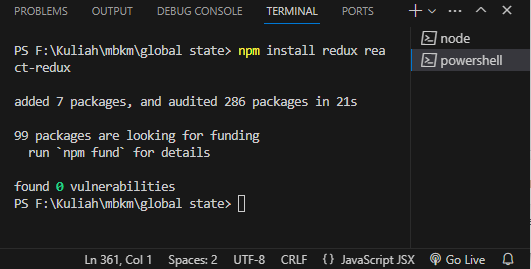 PROBLEMS OUTPUT DEBUG CONSOLE TERMINAL PORTS
PS F:\Kuliah\mbkm\global state> npm install redux rea
ct-redux
added 7 packages, and audited 286 packages in 21s
99 packages are looking for funding
  run `npm fund` for details
found 0 vulnerabilities
PS F:\Kuliah\mbkm\global state>
node
powershell
Ln 361, Col 1 Spaces: 2 UTF-8 CRLF {} JavaScript JSX Go Live